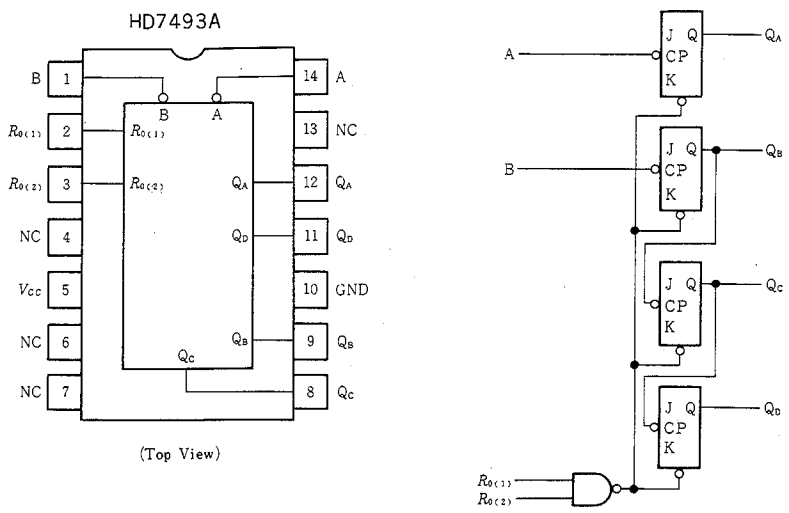 HD7493A
B 1 14 A
B A
R0(1) 2 R0(1) 13 NC
R0(2) 3 R0(2) QA 12 QA
NC 4 QD 11 QD
Vcc 5 10 GND
NC 6 QB 9 QB
QC
NC 7 8 QC
(Top View)
J Q QA
A CP
K
J Q QB
B CP
K
J Q QC
CP
K
J Q QD
CP
K
R0(1)
R0(2)